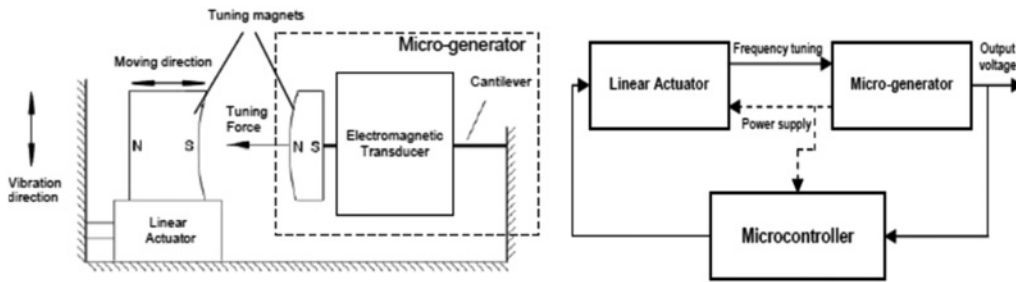 Tuning magnets
Micro-generator
Moving direction
Cantilever
Tuning
Force
N
S
N S
Electromagnetic
Transducer
Vibration
direction
Linear
Actuator
Frequency tuning
Output
voltage
Linear Actuator
Micro-generator
Power supply
Microcontroller